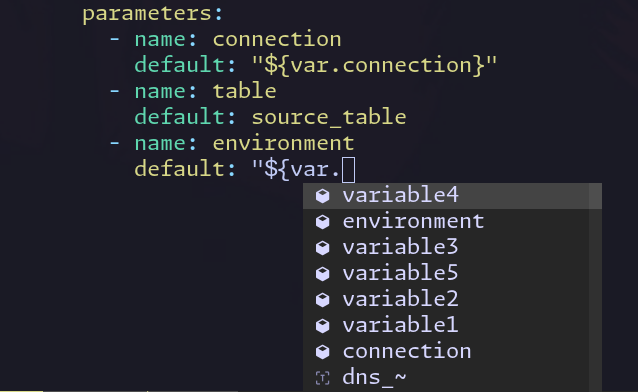 parameters:
- name: connection
default: "${var.connection}"
- name: table
default: source_table
- name: environment
default: "${var.
variable4
environment
variable3
variable5
variable2
variable1
connection
dns_~